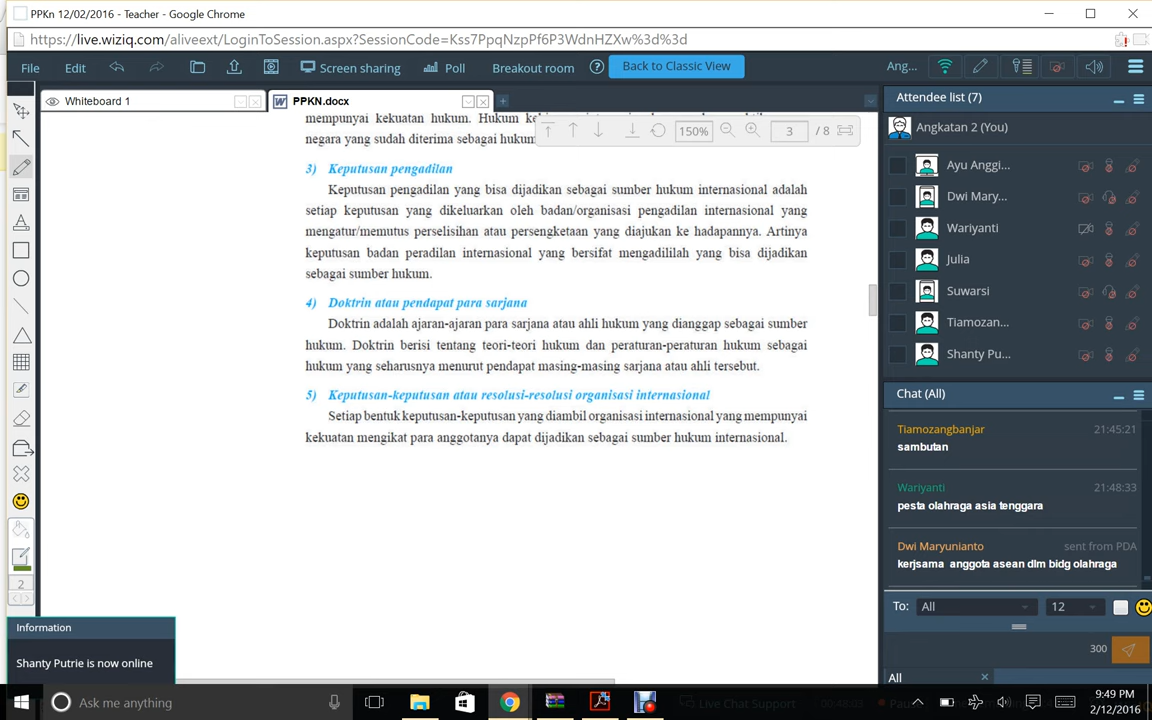 PPKn 12/02/2016 - Teacher - Google Chrome
https://live.wiziq.com/aliveext/LoginToSession.aspx?SessionCode=Kss7PpqNzpPf6P3WdnHZXw%3d%3d
File Edit Screen sharing Poll Breakout room Back to Classic View Ang...
Whiteboard 1
PPKN.docx
150% 3 / 8
mempunyai kekuatan hukum. Hukum
negara yang sudah diterima sebagai hukum
3) Keputusan pengadilan
Keputusan pengadilan yang bisa dijadikan sebagai sumber hukum internasional adalah
setiap keputusan yang dikeluarkan oleh badan/organisasi pengadilan internasional yang
mengatur/memutus perselisihan atau persengketaan yang diajukan ke hadapannya. Artinya
keputusan badan peradilan internasional yang bersifat mengadililah yang bisa dijadikan
sebagai sumber hukum.
4) Doktrin atau pendapat para sarjana
Doktrin adalah ajaran-ajaran para sarjana atau ahli hukum yang dianggap sebagai sumber
hukum. Doktrin berisi tentang teori-teori hukum dan peraturan-peraturan hukum sebagai
hukum yang seharusnya menurut pendapat masing-masing sarjana atau ahli tersebut.
5) Keputusan-keputusan atau resolusi-resolusi organisasi internasional
Setiap bentuk keputusan-keputusan yang diambil organisasi internasional yang mempunyai
kekuatan mengikat para anggotanya dapat dijadikan sebagai sumber hukum internasional.
2
Information
Shanty Putrie is now online
Attendee list (7)
Angkatan 2 (You)
Ayu Anggi...
Dwi Mary...
Wariyanti
Julia
Suwarsi
Tiamozan...
Shanty Pu...
Chat (All)
Tiamozangbanjar 21:45:21
sambutan
Wariyanti 21:48:33
pesta olahraga asia tenggara
Dwi Maryunianto sent from PDA
kerjsama anggota asean dlm bidg olahraga
To: All 12
300
All
Live Chat Support 00:48:03 Paus
Ask me anything
9:49 PM
2/12/2016